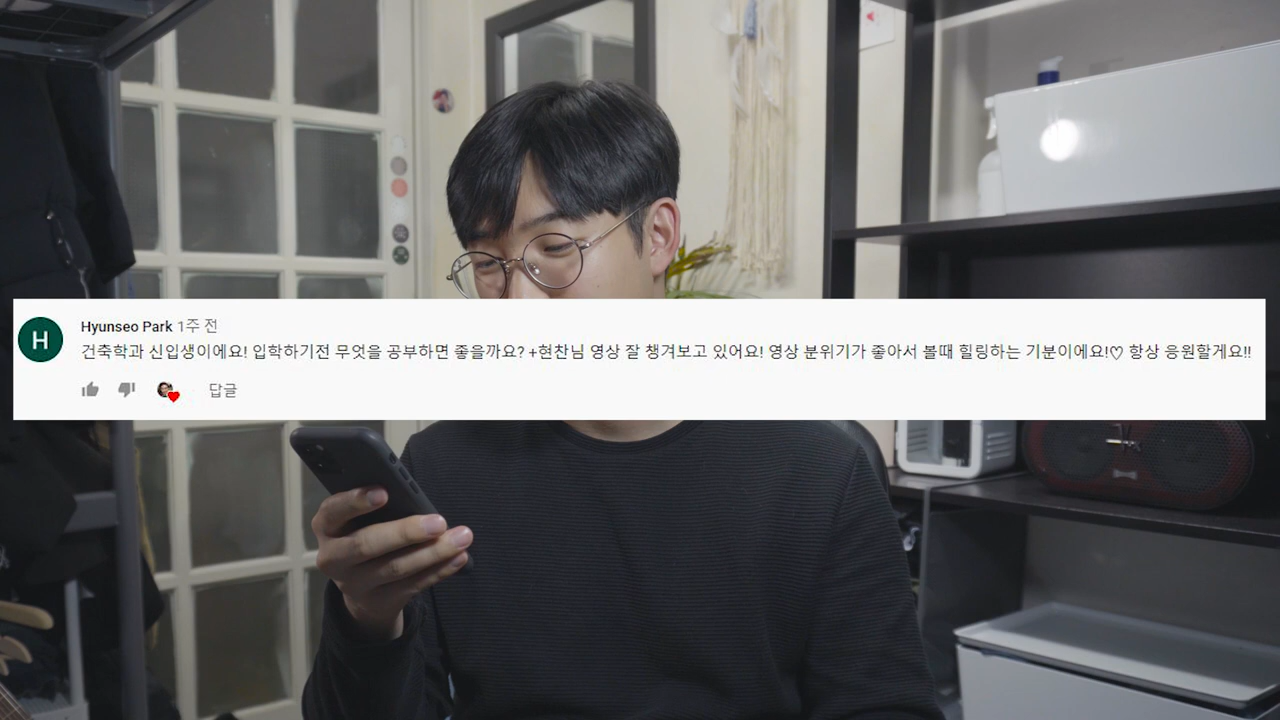 H
Hyunseo Park 1주 전
건축학과 신입생이에요! 입학하기전 무엇을 공부하면 좋을까요? +현찬님 영상 잘 챙겨보고 있어요! 영상 분위기가 좋아서 볼때 힐링하는 기분이에요!♡ 항상 응원할게요!!
답글